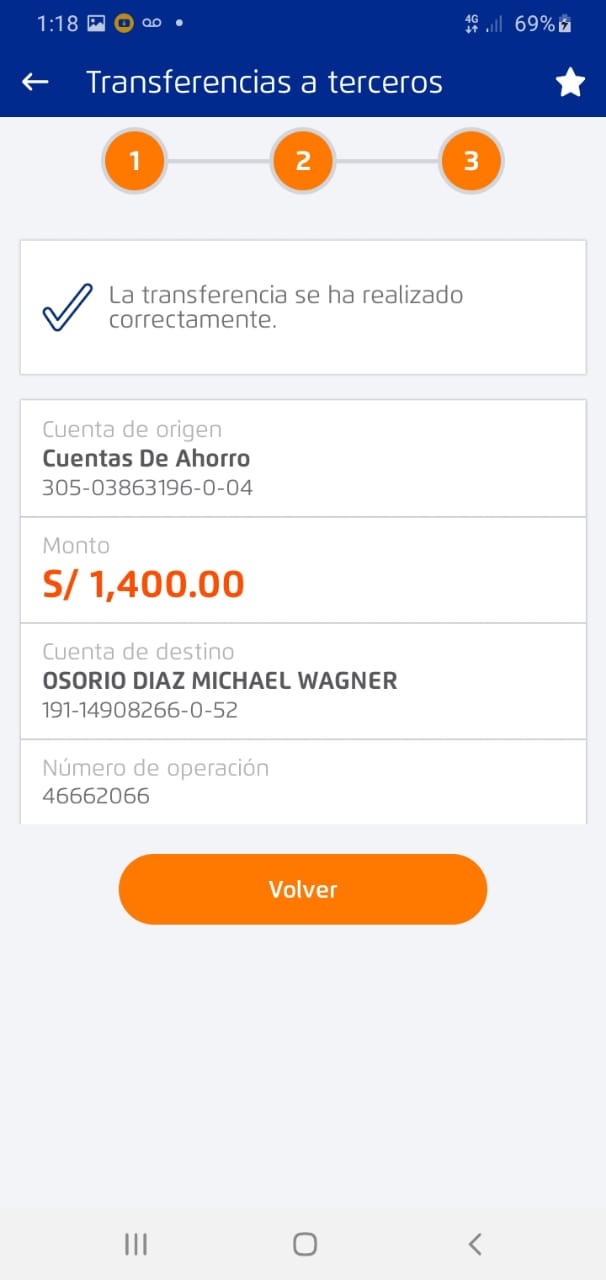 1:18
4G
69%
Transferencias a terceros
1 2 3
La transferencia se ha realizado
correctamente.
Cuenta de origen
Cuentas De Ahorro
305-03863196-0-04
Monto
S/ 1,400.00
Cuenta de destino
OSORIO DIAZ MICHAEL WAGNER
191-14908266-0-52
Número de operación
46662066
Volver